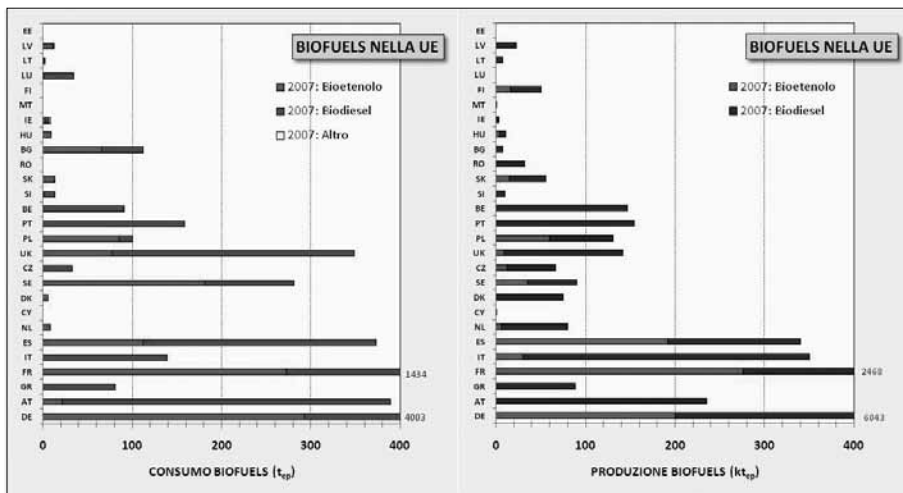 BIOFUELS NELLA UE
2007: Bioetenolo
2007: Biodiesel
2007: Altro
EE
LV
LT
LU
FI
MT
IE
HU
BG
RO
SK
SI
BE
PT
PL
UK
CZ
SE
DK
CY
NL
ES
IT
FR
1434
GR
AT
DE
4003
0 100 200 300 400
CONSUMO BIOFUELS (tep)
BIOFUELS NELLA UE
2007: Bioetenolo
2007: Biodiesel
EE
LV
LT
LU
FI
MT
IE
HU
BG
RO
SK
SI
BE
PT
PL
UK
CZ
SE
DK
CY
NL
ES
IT
FR
2460
GR
AT
DE
6043
0 100 200 300 400
PRODUZIONE BIOFUELS (ktep)